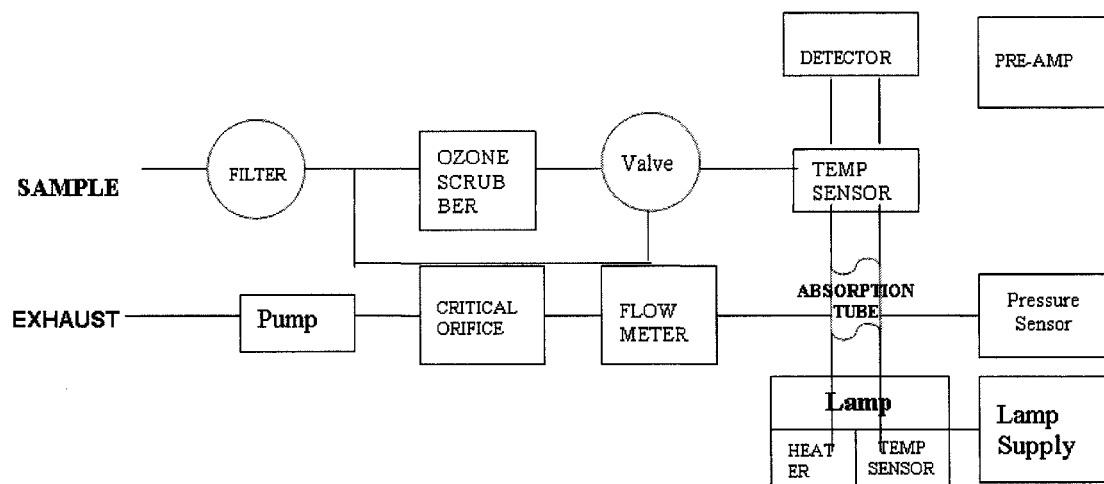 DETECTOR
PRE-AMP
SAMPLE
FILTER
OZONE
SCRUB
BER
Valve
TEMP
SENSOR
EXHAUST
Pump
CRITICAL
ORIFICE
FLOW
METER
ABSORPTION
TUBE
Pressure
Sensor
Lamp
HEAT
ER
TEMP
SENSOR
Lamp
Supply